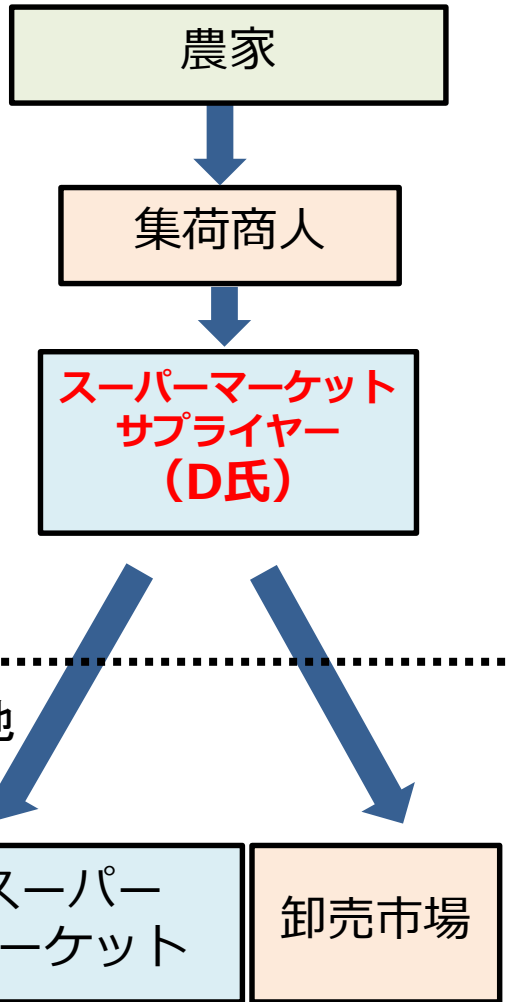 農家
集荷商人
スーパーマーケット
サプライヤー
（D氏）
地
スーパー
ーケット
卸売市場